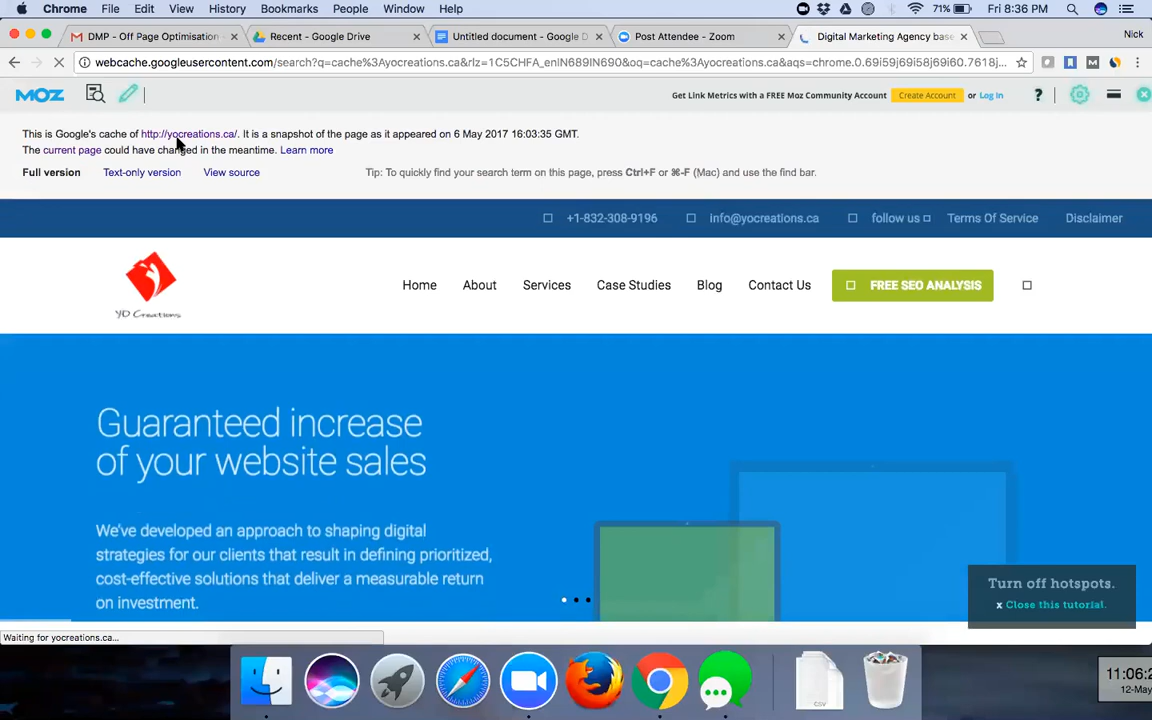 Chrome File Edit View History Bookmarks People Window Help 71% Fri 8:36 PM
DMP - Off Page Optimisation Recent - Google Drive Untitled document - Google D Post Attendee - Zoom Digital Marketing Agency base Nick
webcache.googleusercontent.com/search?q=cache%3Ayocreations.ca&rlz=1C5CHFA_enIN689IN690&oq=cache%3Ayocreations.ca&aqs=chrome.0.69i59j69i58j69i60.7618j...
MOZ Get Link Metrics with a FREE Moz Community Account Create Account or Log In ?
This is Google's cache of http://yocreations.ca/. It is a snapshot of the page as it appeared on 6 May 2017 16:03:35 GMT.
The current page could have changed in the meantime. Learn more
Full version Text-only version View source Tip: To quickly find your search term on this page, press Ctrl+F or ⌘-F (Mac) and use the find bar.
+1-832-308-9196 info@yocreations.ca follow us Terms Of Service Disclaimer
Home About Services Case Studies Blog Contact Us FREE SEO ANALYSIS
YO Creations
Guaranteed increase
of your website sales
We've developed an approach to shaping digital
strategies for our clients that result in defining prioritized,
cost-effective solutions that deliver a measurable return
on investment.
Turn off hotspots.
x Close this tutorial.
Waiting for yocreations.ca...
CSV
11:06:2
12-May